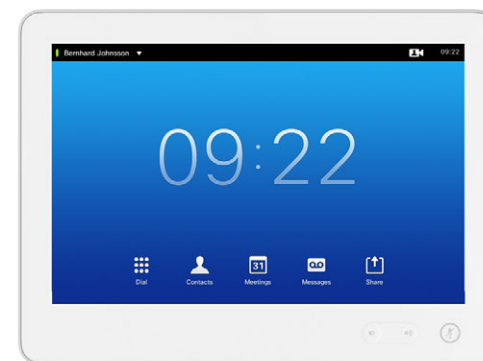 Bernhard Johnsson
09:22
09:22
31
Dial
Contacts
Meetings
Messages
Share